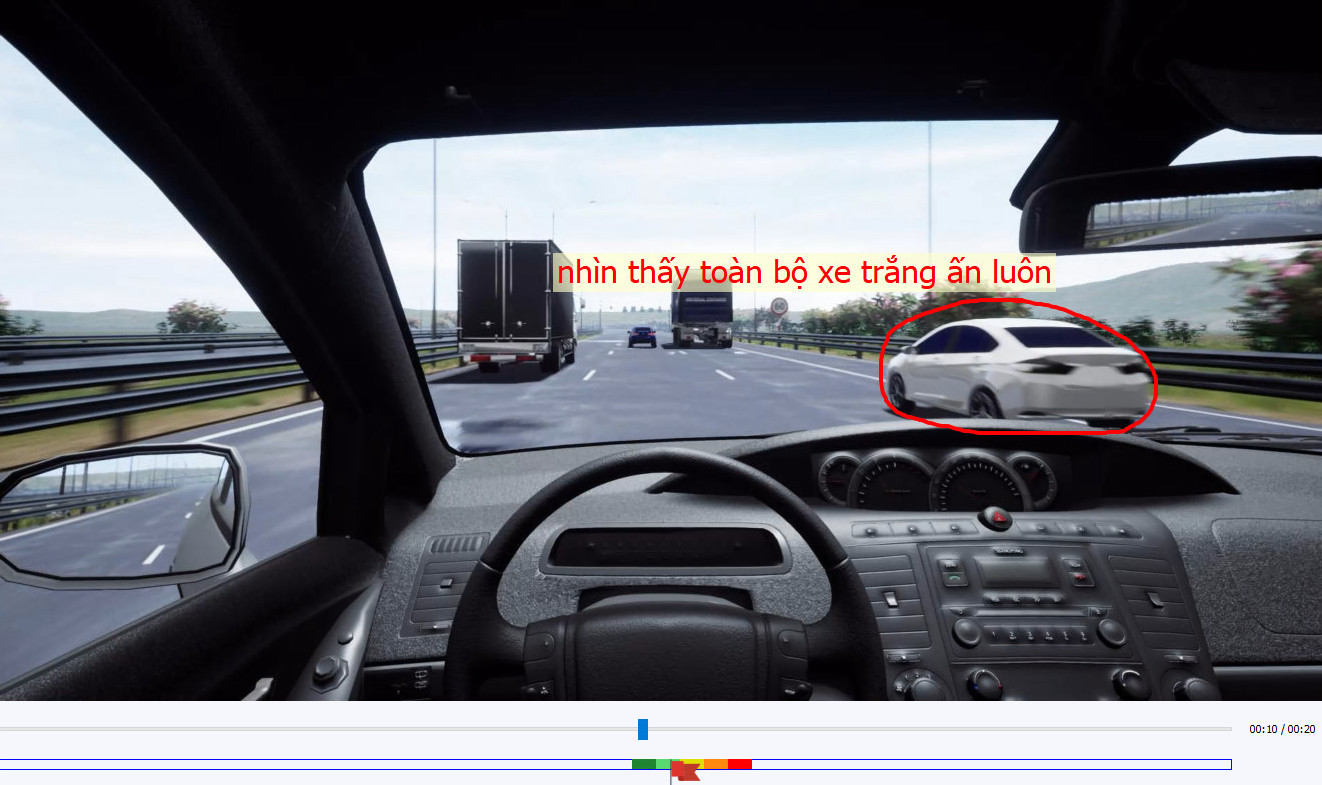 nhìn thấy toàn bộ xe trắng ấn luôn
60
00:10 / 00:20